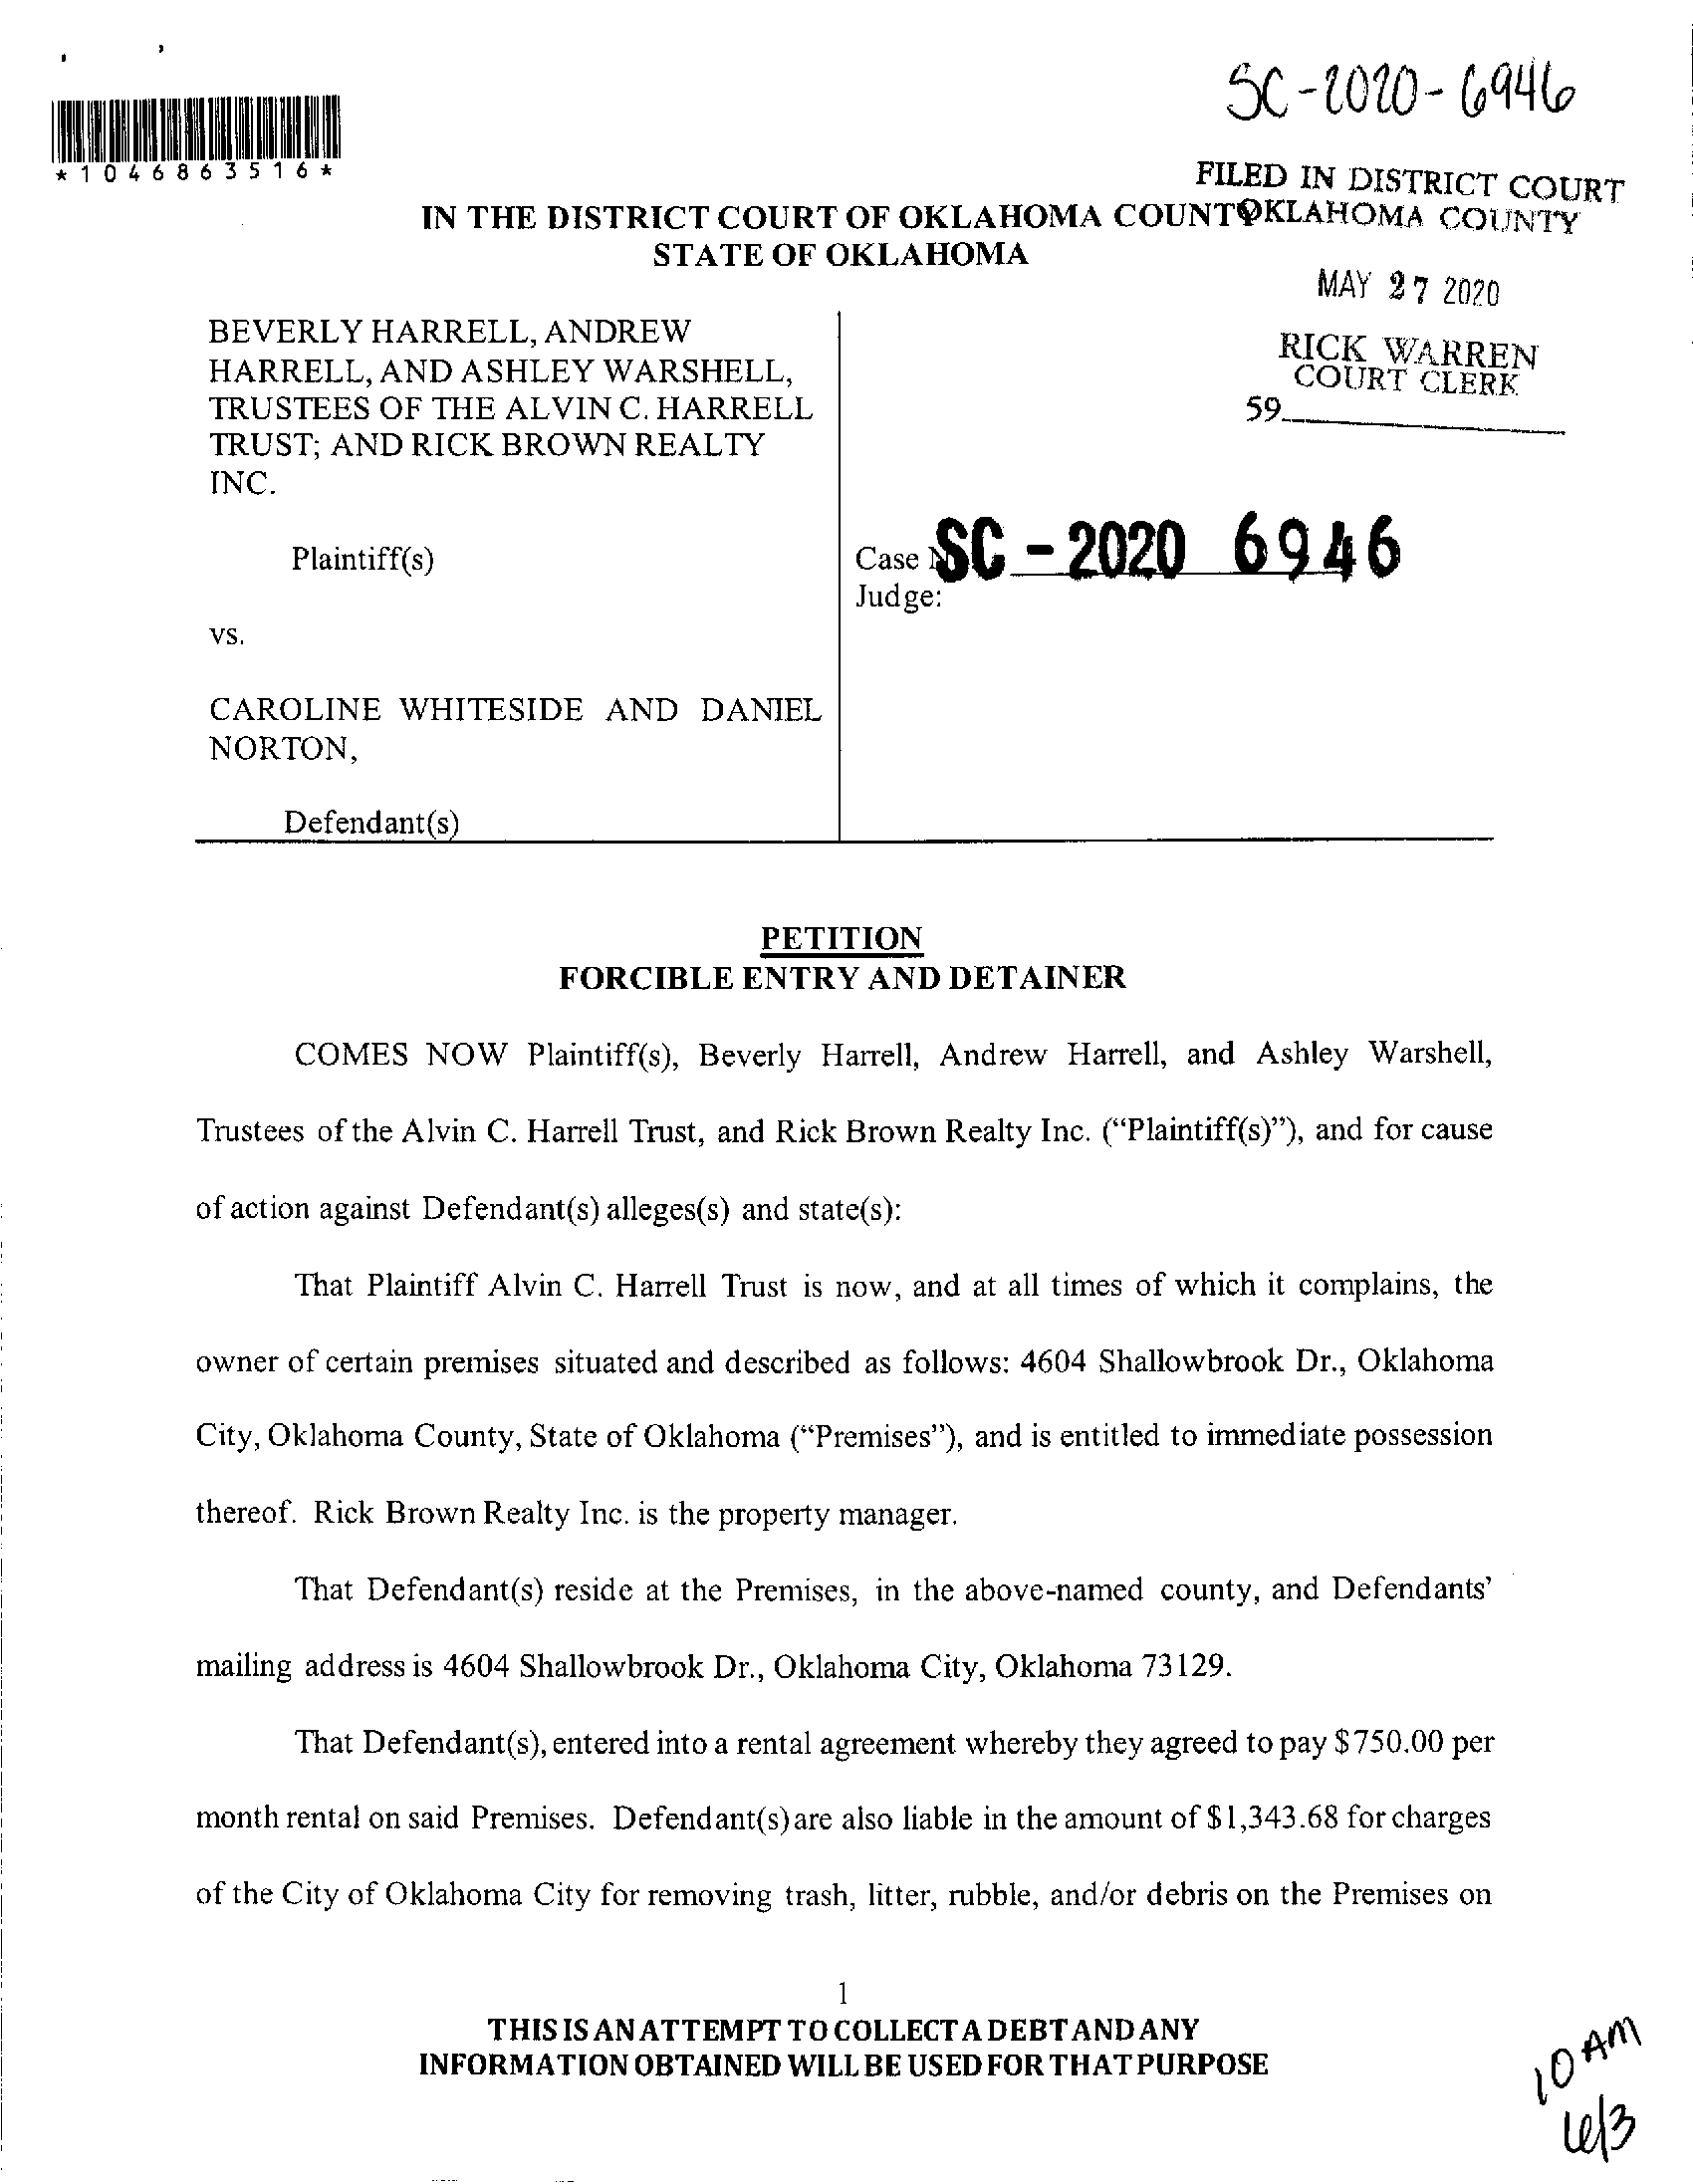 SC-2020-6946
*1046863516*
FILED IN DISTRICT COURT
OKLAHOMA COUNTY
IN THE DISTRICT COURT OF OKLAHOMA COUNT
STATE OF OKLAHOMA
MAY 27 2020
RICK WARREN
COURT CLERK
59
BEVERLY HARRELL, ANDREW
HARRELL, AND ASHLEY WARSHELL,
TRUSTEES OF THE ALVIN C. HARRELL
TRUST; AND RICK BROWN REALTY
INC.
Plaintiff(s)
Case SC-2020 6946
Judge:
vs.
CAROLINE WHITESIDE AND DANIEL
NORTON,
Defendant(s)
PETITION
FORCIBLE ENTRY AND DETAINER
COMES NOW Plaintiff(s), Beverly Harrell, Andrew Harrell, and Ashley Warshell,
Trustees of the Alvin C. Harrell Trust, and Rick Brown Realty Inc. (“Plaintiff(s)”), and for cause
of action against Defendant(s) alleges(s) and state(s):
That Plaintiff Alvin C. Harrell Trust is now, and at all times of which it complains, the
owner of certain premises situated and described as follows: 4604 Shallowbrook Dr., Oklahoma
City, Oklahoma County, State of Oklahoma (“Premises”), and is entitled to immediate possession
thereof. Rick Brown Realty Inc. is the property manager.
That Defendant(s) reside at the Premises, in the above-named county, and Defendants’
mailing address is 4604 Shallowbrook Dr., Oklahoma City, Oklahoma 73129.
That Defendant(s), entered into a rental agreement whereby they agreed to pay $750.00 per
month rental on said Premises. Defendant(s) are also liable in the amount of $1,343.68 for charges
of the City of Oklahoma City for removing trash, litter, rubble, and/or debris on the Premises on
1
THIS IS AN ATTEMPT TO COLLECT A DEBT AND ANY
INFORMATION OBTAINED WILL BE USED FOR THAT PURPOSE
10 AM
6/3